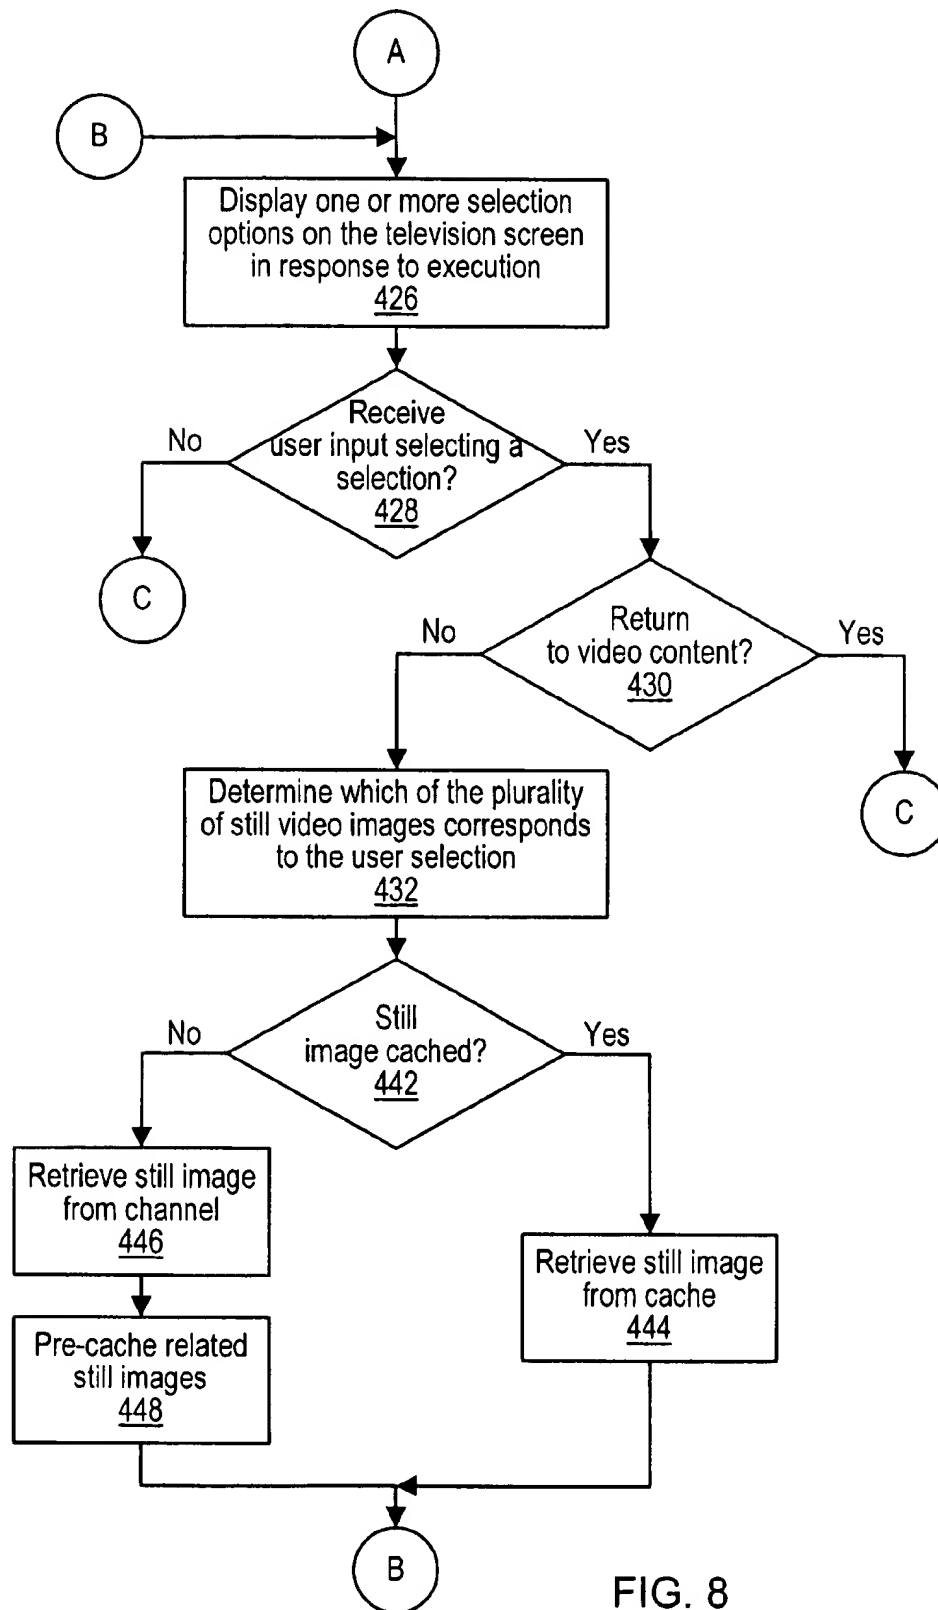 A
B
Display one or more selection
options on the television screen
in response to execution
426
Receive
user input selecting a
selection?
428
No
Yes
C
Return
to video content?
430
No
Yes
C
Determine which of the plurality
of still video images corresponds
to the user selection
432
Still
image cached?
442
No
Yes
Retrieve still image
from channel
446
Retrieve still image
from cache
444
Pre-cache related
still images
448
B
FIG. 8